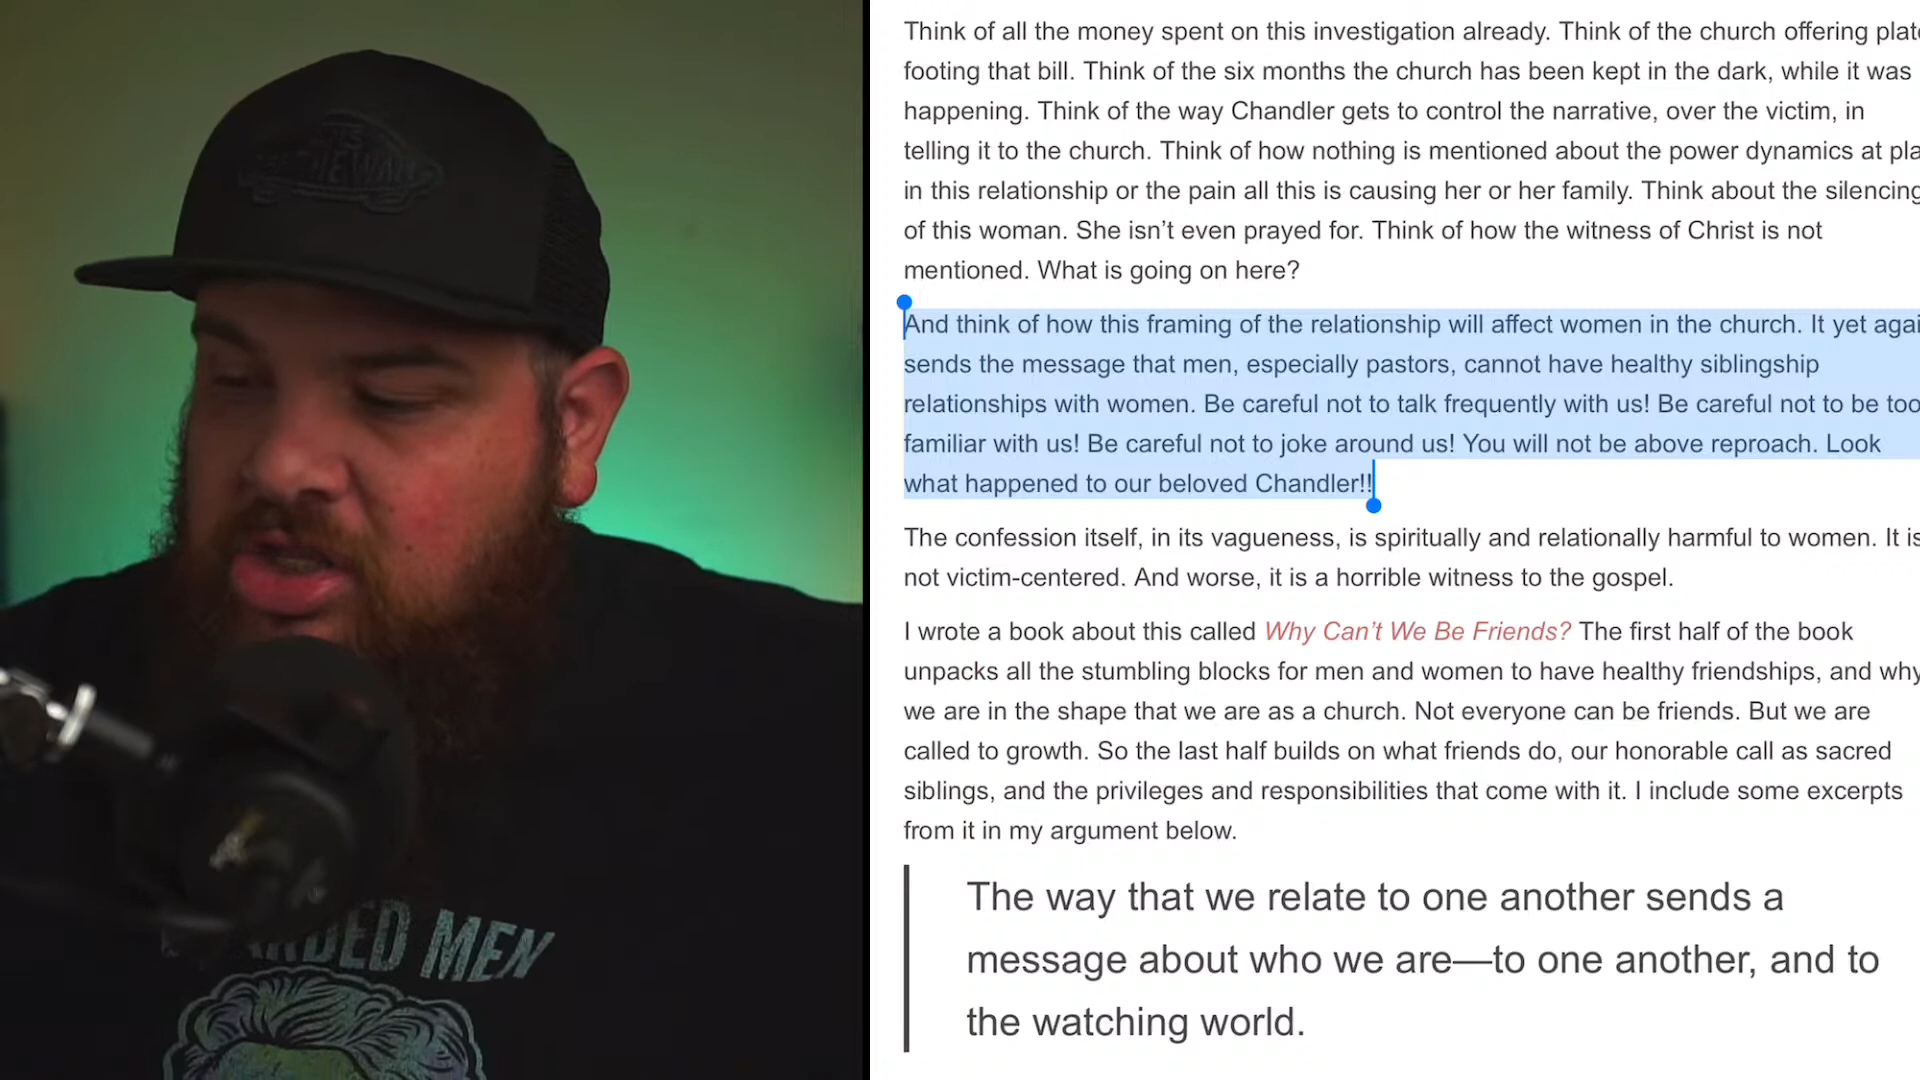 Think of all the money spent on this investigation already. Think of the church offering plat
footing that bill. Think of the six months the church has been kept in the dark, while it was
happening. Think of the way Chandler gets to control the narrative, over the victim, in
telling it to the church. Think of how nothing is mentioned about the power dynamics at pla
in this relationship or the pain all this is causing her or her family. Think about the silencing
of this woman. She isn’t even prayed for. Think of how the witness of Christ is not
mentioned. What is going on here?
And think of how this framing of the relationship will affect women in the church. It yet agai
sends the message that men, especially pastors, cannot have healthy siblingship
relationships with women. Be careful not to talk frequently with us! Be careful not to be too
familiar with us! Be careful not to joke around us! You will not be above reproach. Look
what happened to our beloved Chandler!!
The confession itself, in its vagueness, is spiritually and relationally harmful to women. It is
not victim-centered. And worse, it is a horrible witness to the gospel.
I wrote a book about this called Why Can’t We Be Friends? The first half of the book
unpacks all the stumbling blocks for men and women to have healthy friendships, and why
we are in the shape that we are as a church. Not everyone can be friends. But we are
called to growth. So the last half builds on what friends do, our honorable call as sacred
siblings, and the privileges and responsibilities that come with it. I include some excerpts
from it in my argument below.
The way that we relate to one another sends a
message about who we are—to one another, and to
the watching world.
THE WALL
MEN